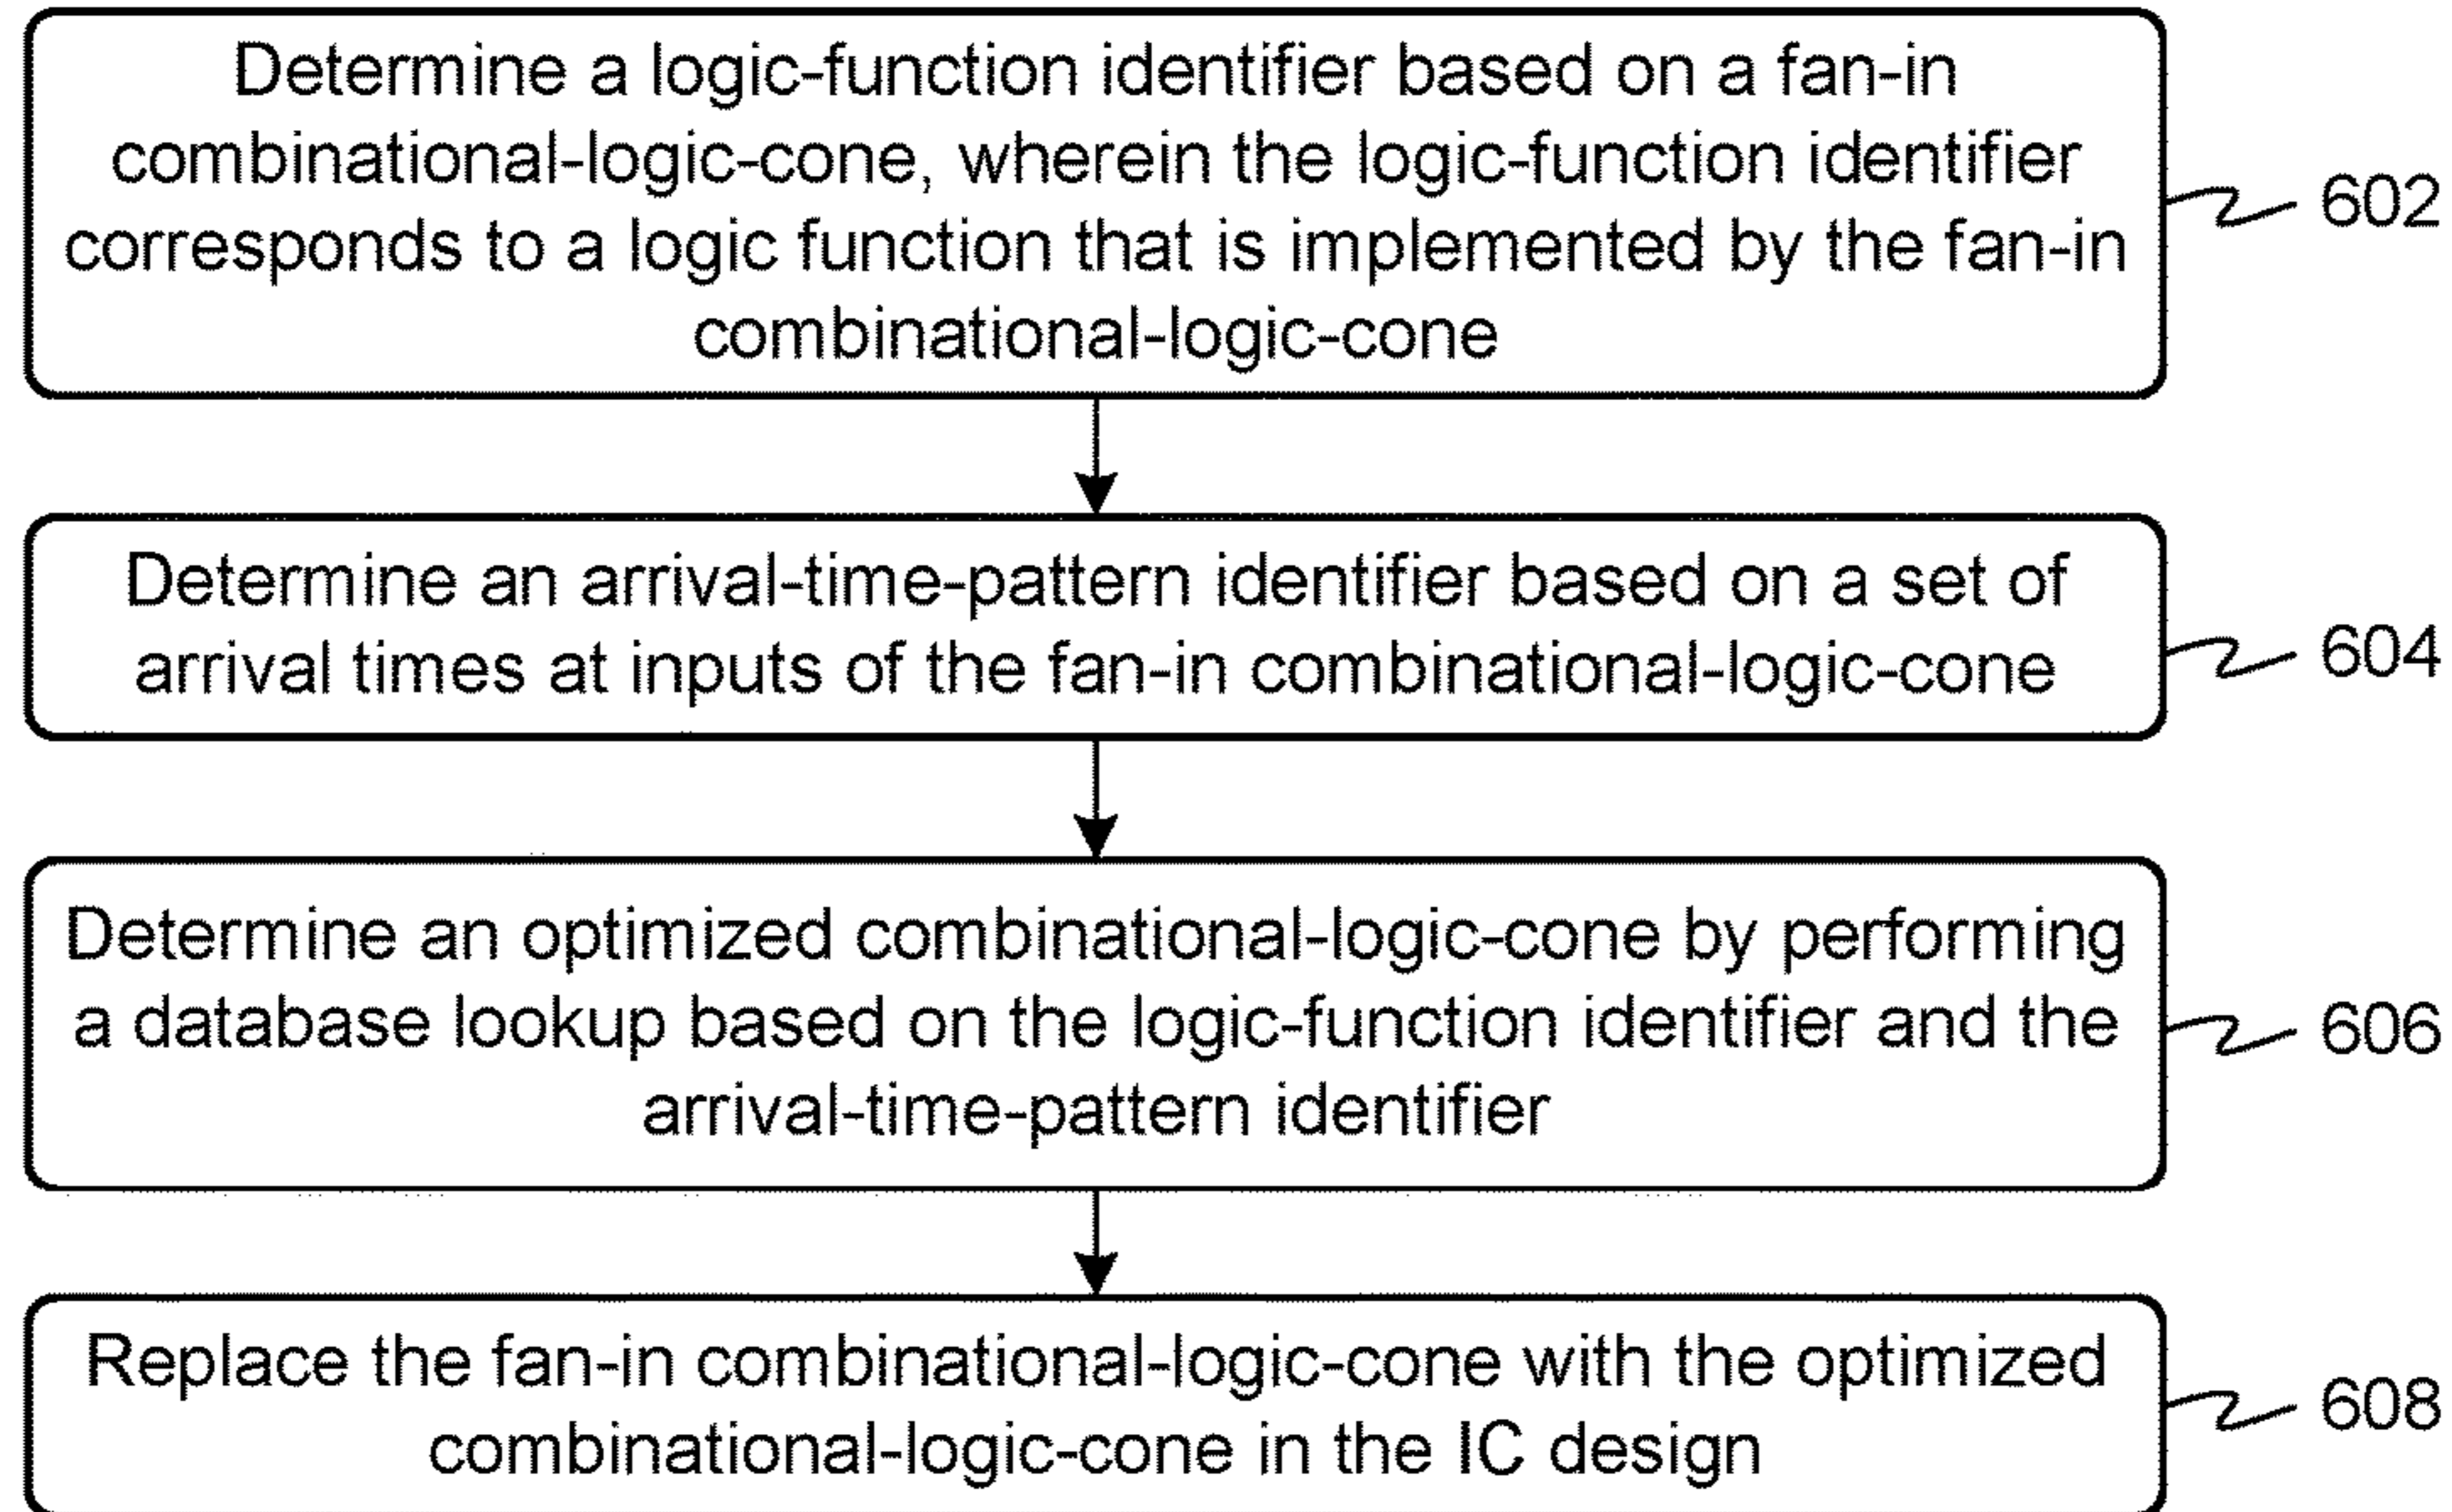 Determine a logic-function identifier based on a fan-in
combinational-logic-cone, wherein the logic-function identifier
corresponds to a logic function that is implemented by the fan-in
combinational-logic-cone
602
Determine an arrival-time-pattern identifier based on a set of
arrival times at inputs of the fan-in combinational-logic-cone
604
Determine an optimized combinational-logic-cone by performing
a database lookup based on the logic-function identifier and the
arrival-time-pattern identifier
606
Replace the fan-in combinational-logic-cone with the optimized
combinational-logic-cone in the IC design
608